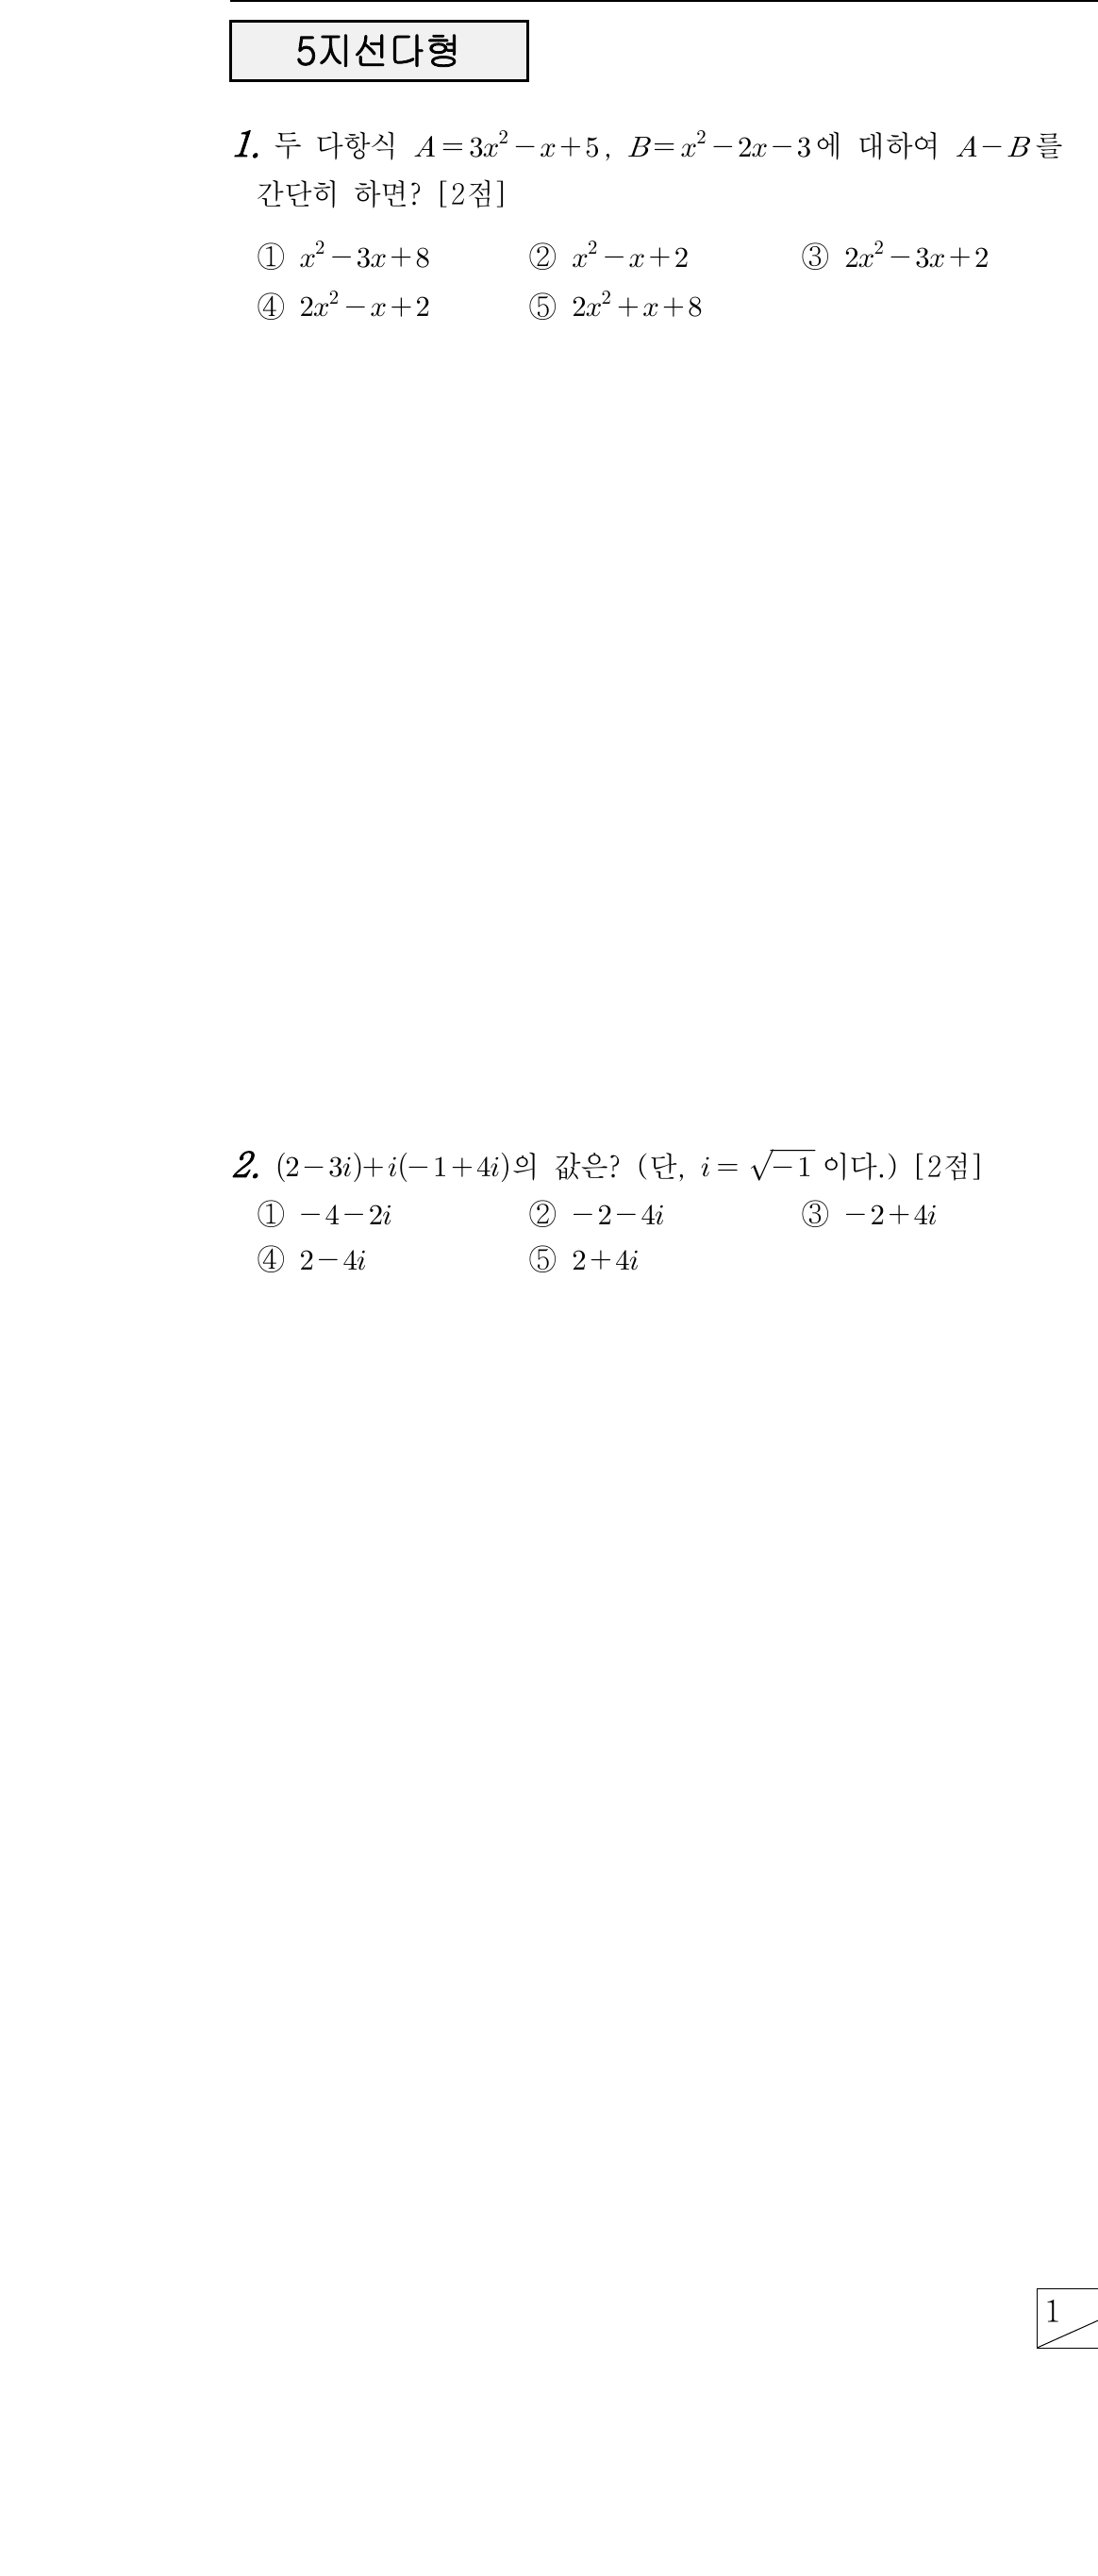 5지선다형
1. 두 다항식 A=3x²-x+5, B=x²-2x-3에 대하여 A-B를
간단히 하면? [2점]
① x²-3x+8 ② x²-x+2 ③ 2x²-3x+2
④ 2x²-x+2 ⑤ 2x²+x+8
2. (2-3i)+i(-1+4i)의 값은? (단, i=√-1 이다.) [2점]
① -4-2i ② -2-4i ③ -2+4i
④ 2-4i ⑤ 2+4i
1